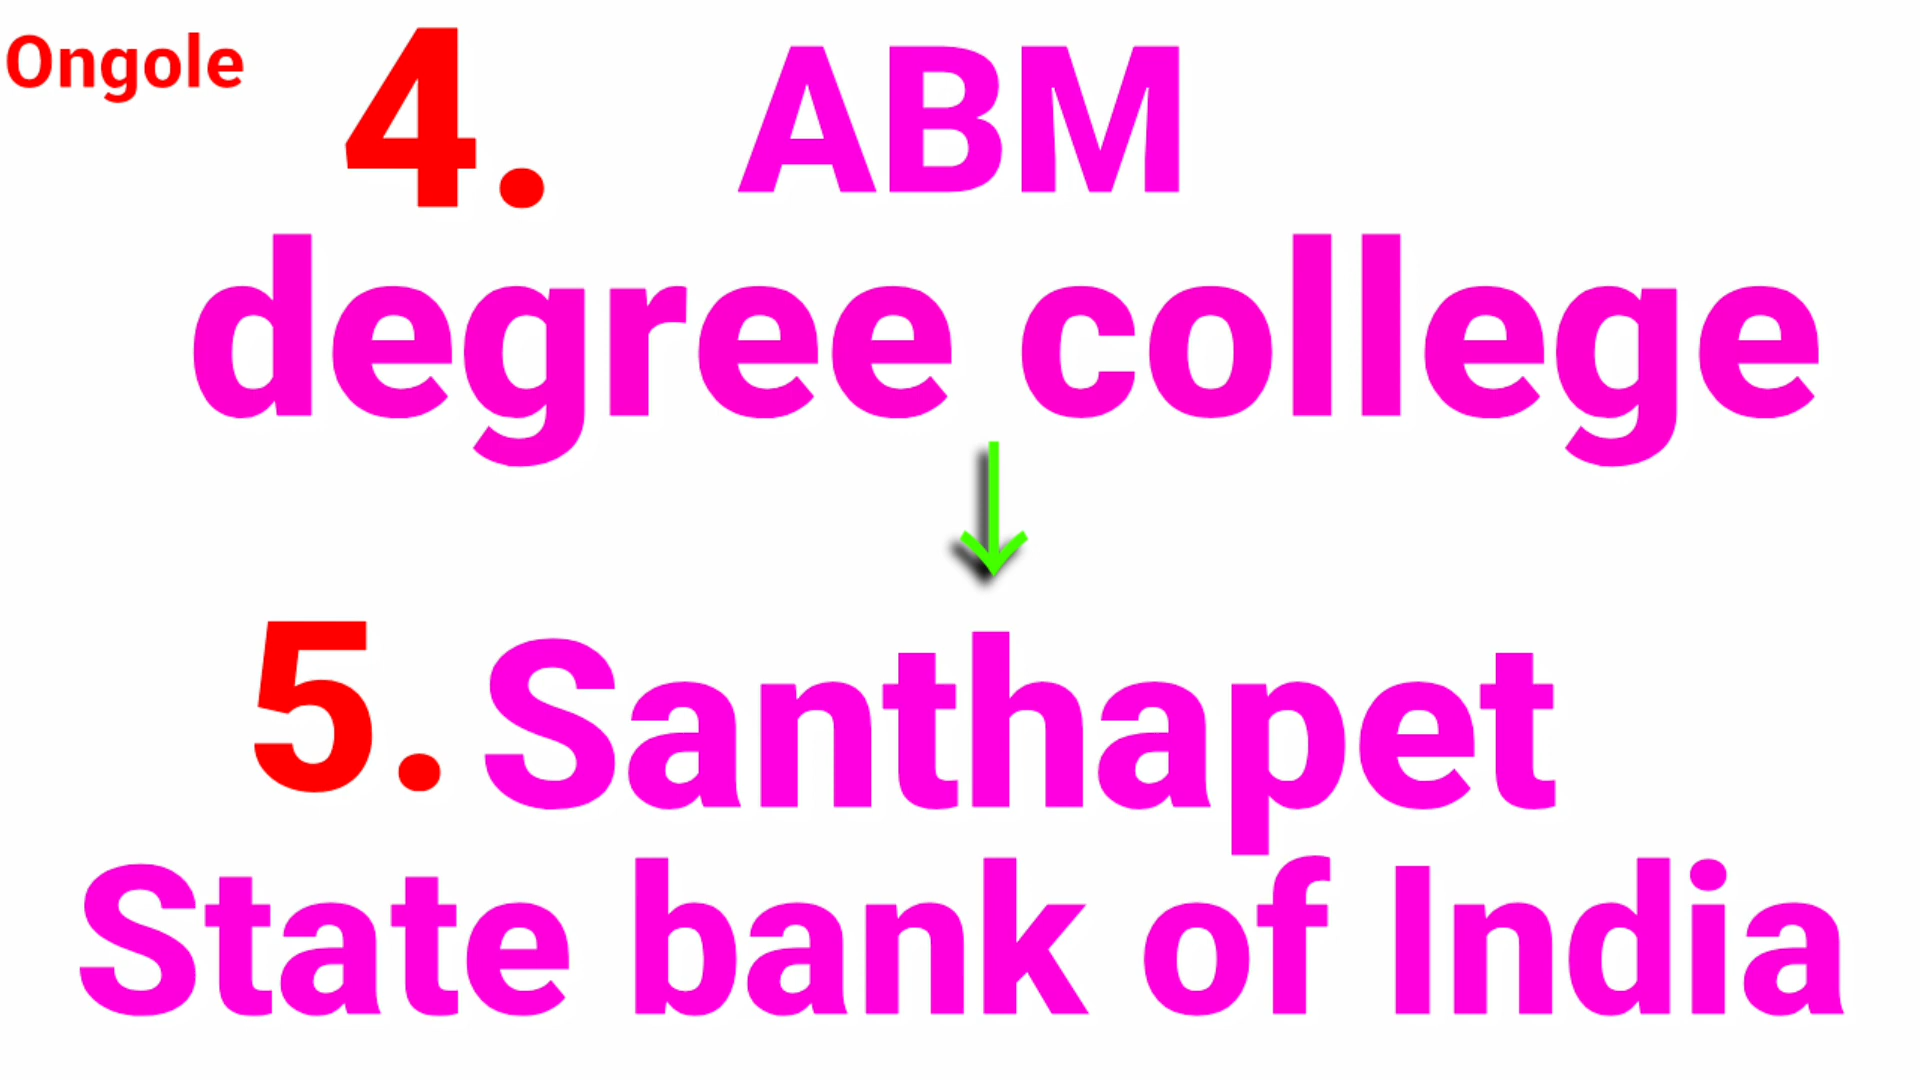 Ongole
4. ABM
degree college
5. Santhapet
State bank of India